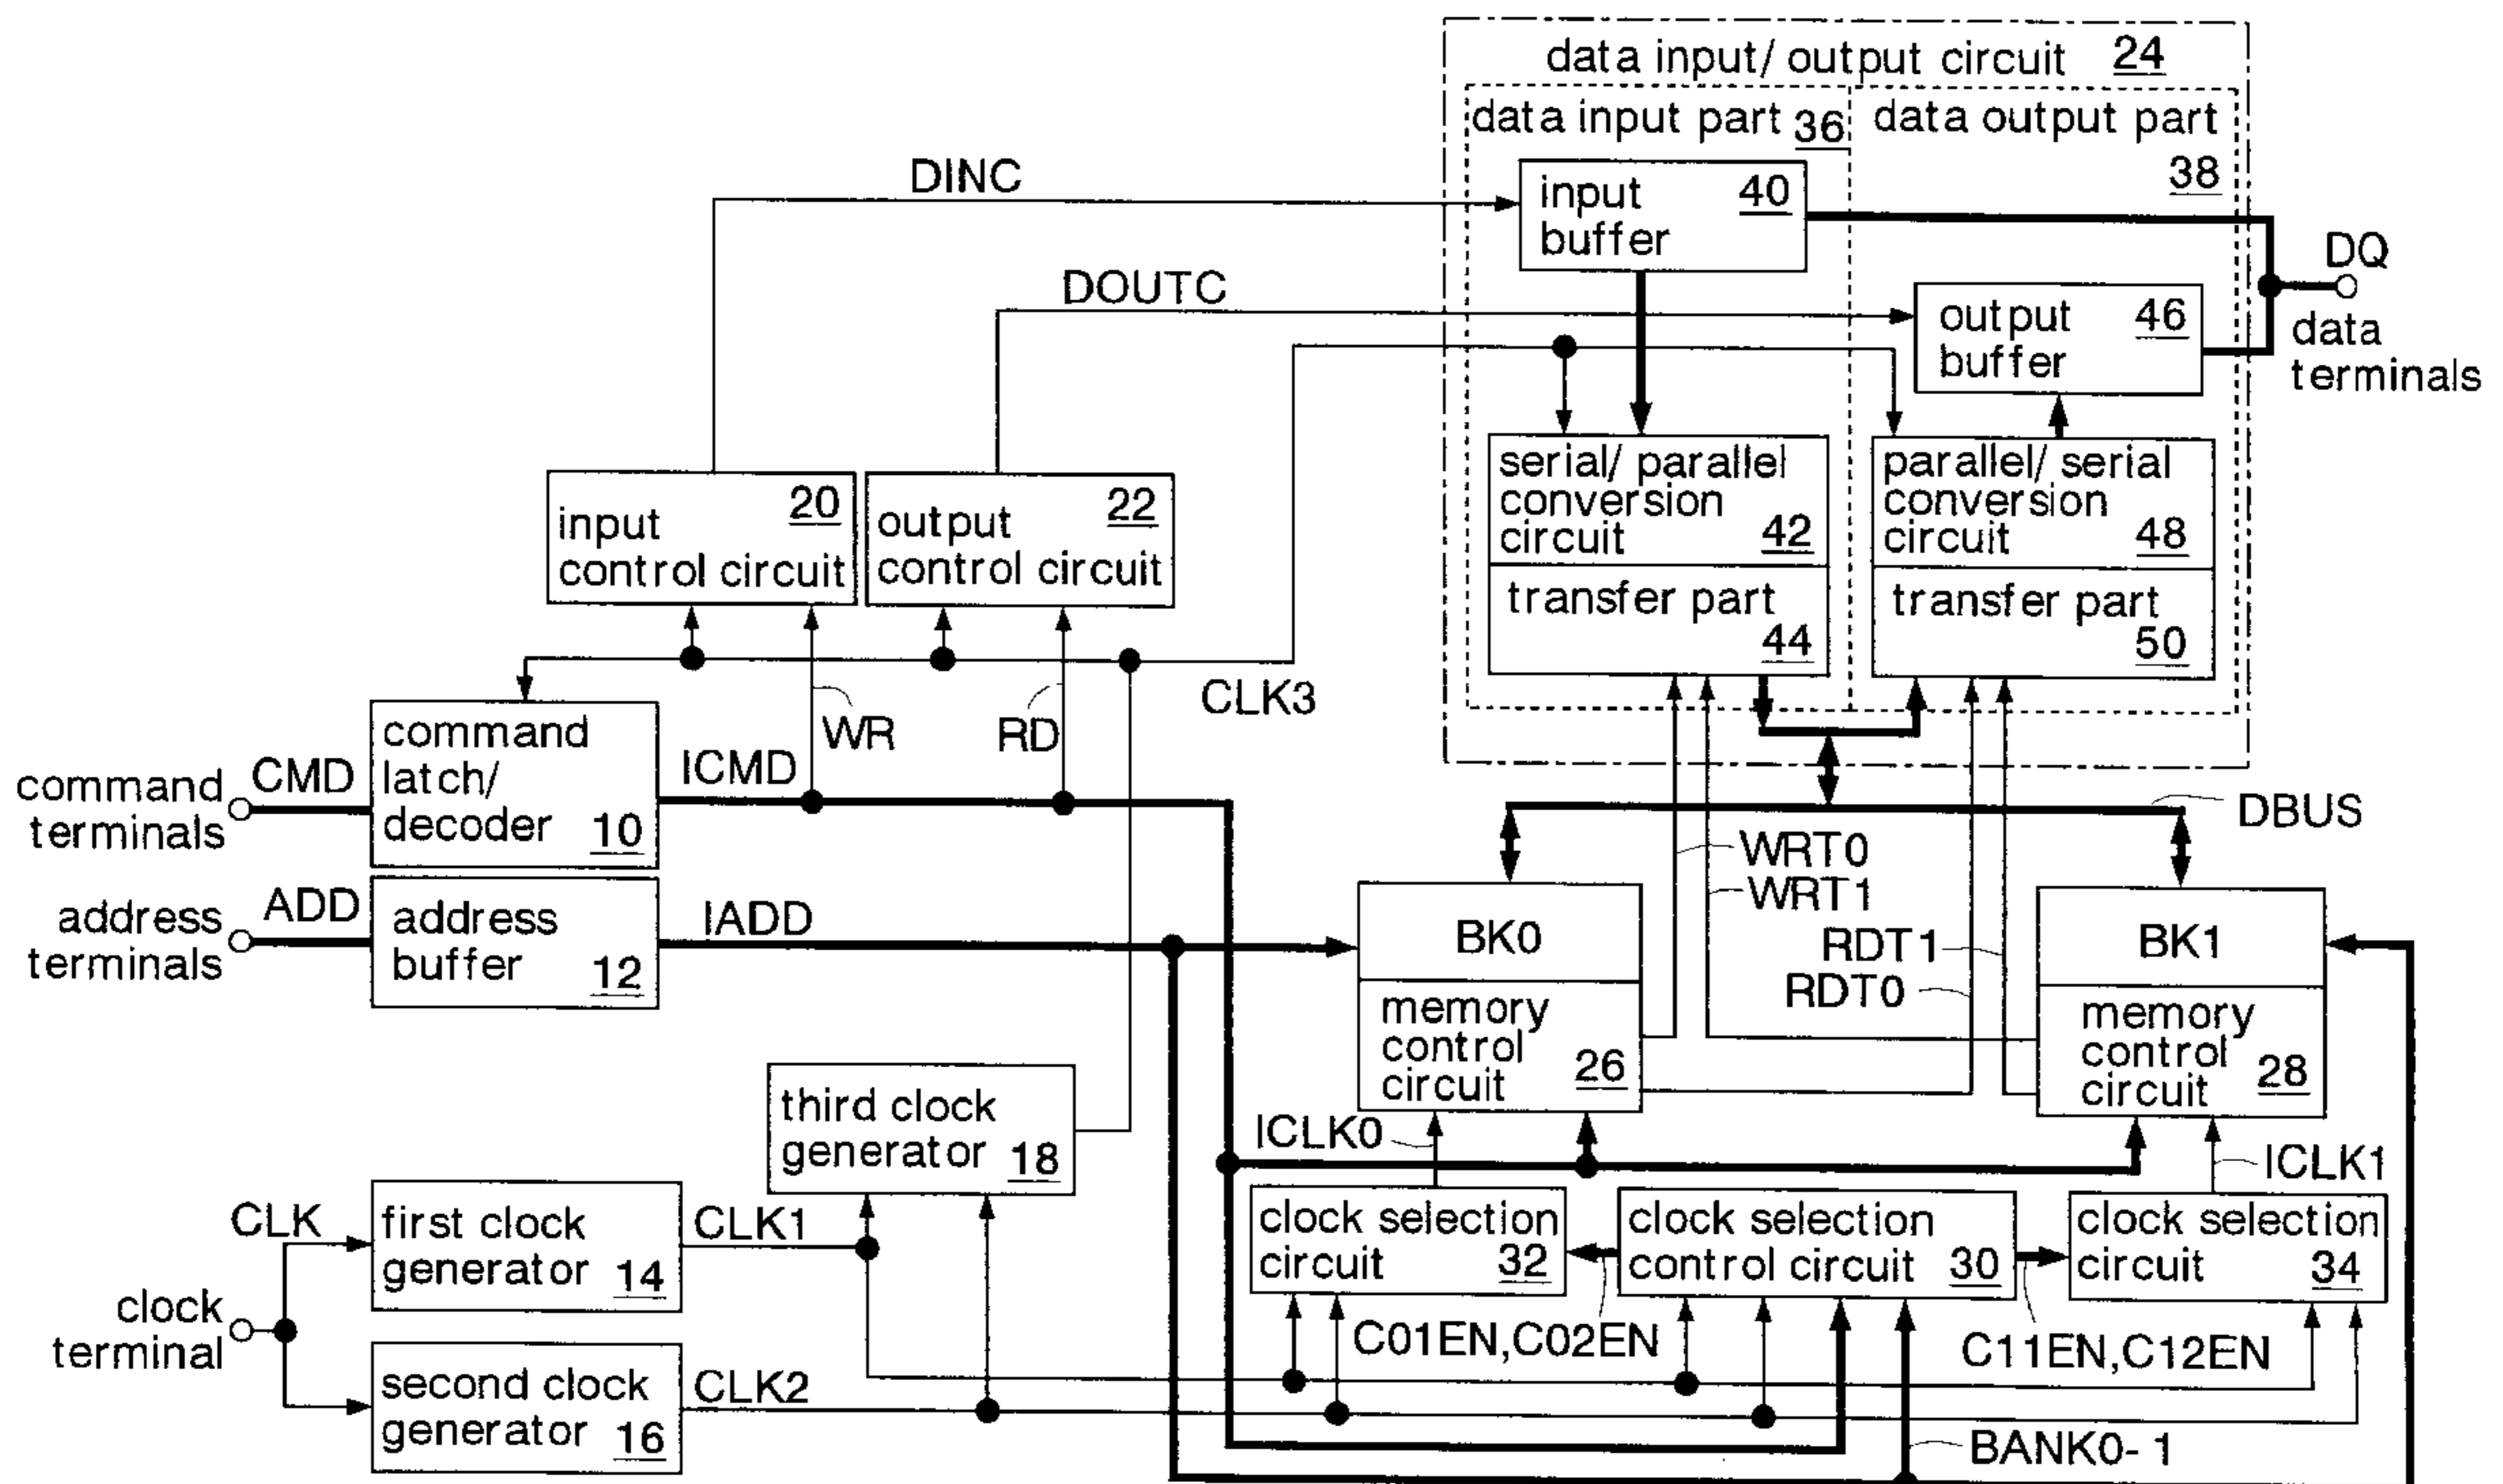 data input/ output circuit 24
data input part 36
data output part
38
DINC
input
buffer 40
DQ
data
terminals
DOUTC
output
buffer 46
input
control circuit 20
output
control circuit 22
serial/ parallel
conversion
circuit 42
transfer part
44
parallel/ serial
conversion
circuit 48
transfer part
50
CLK3
WR
RD
command
terminals
CMD
command
latch/
decoder 10
ICMD
DBUS
WRT0
WRT1
address
terminals
ADD
address
buffer 12
IADD
BK0
memory
control
circuit 26
RDT1
RDT0
BK1
memory
control
circuit 28
third clock
generator 18
ICLK0
ICLK1
CLK
clock
terminal
first clock
generator 14
CLK1
clock selection
circuit 32
clock selection
control circuit 30
clock selection
circuit 34
C01EN,C02EN
C11EN,C12EN
second clock
generator 16
CLK2
BANK0- 1